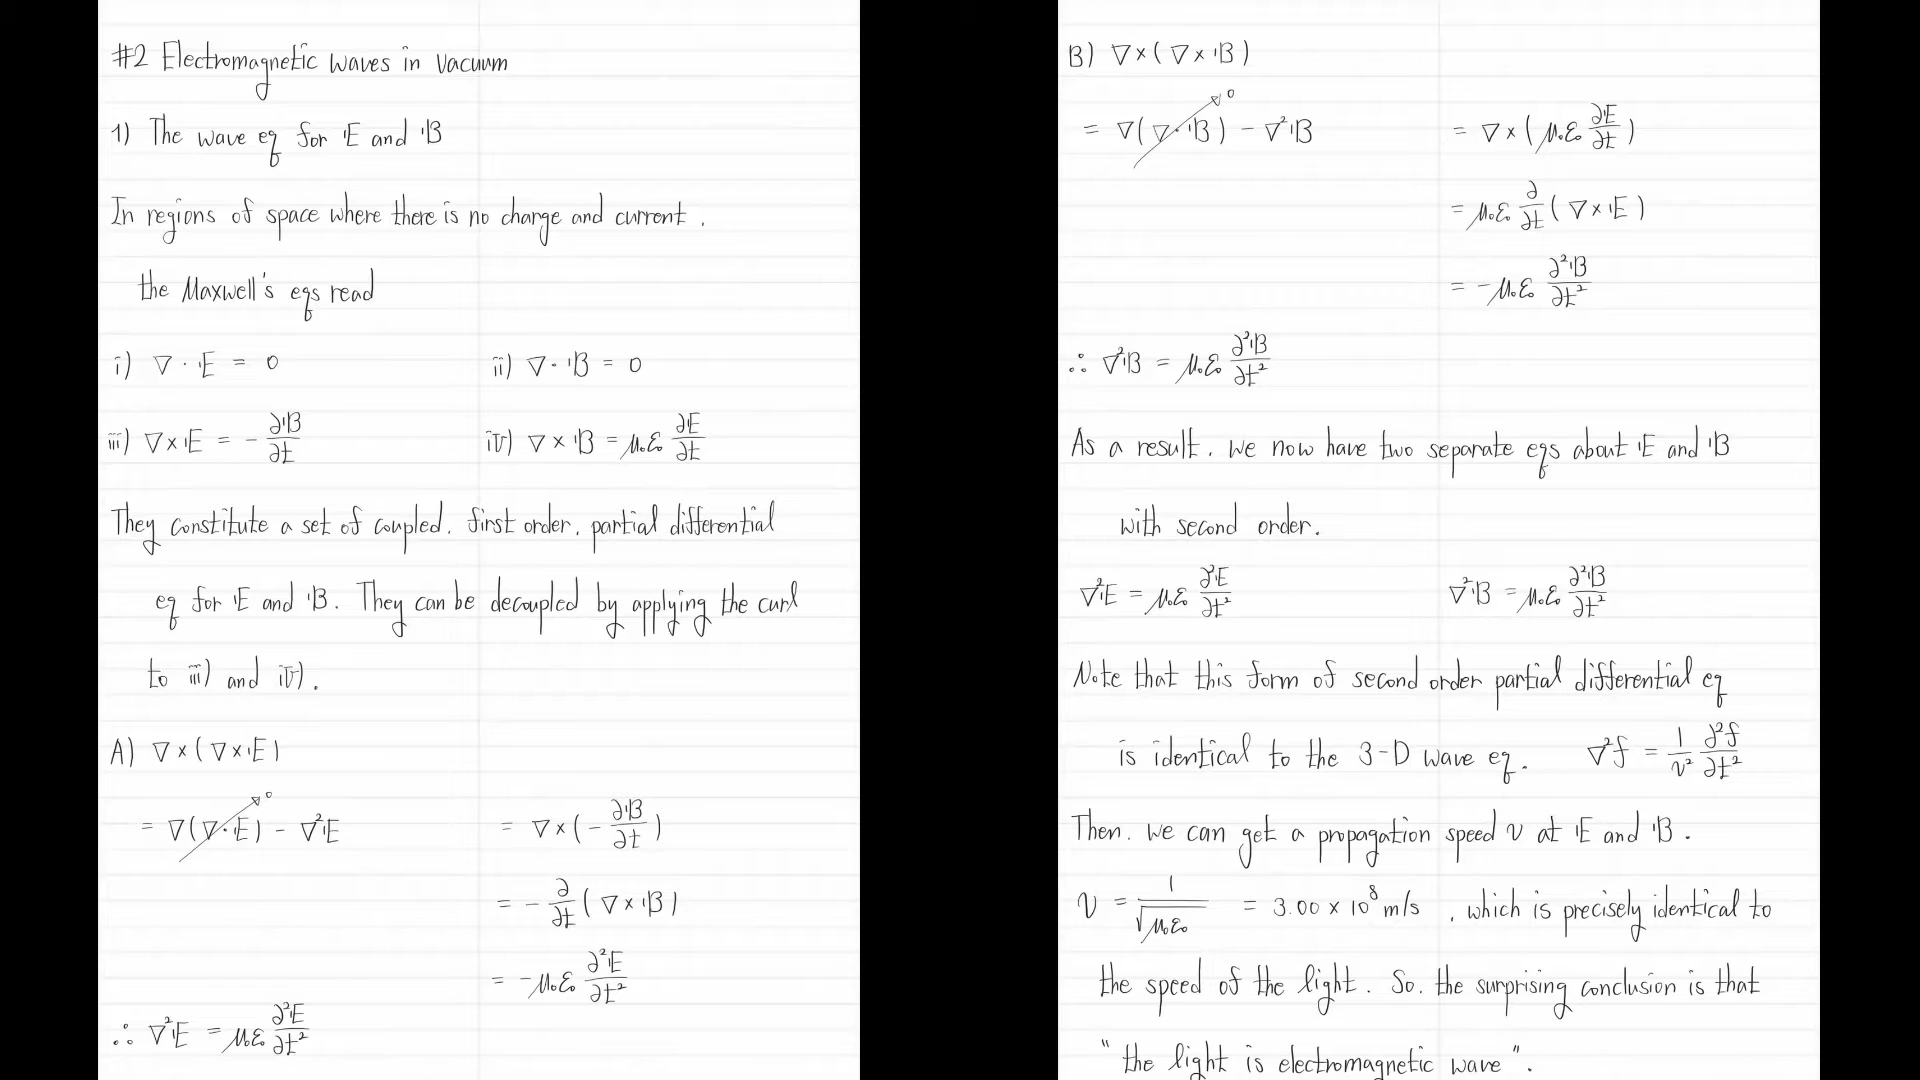 #2 Electromagnetic waves in vacuum
1) The wave eq for E and B
In regions of space where there is no charge and current.
the Maxwell's eqs read
i) ∇·E = 0    ii) ∇·B = 0
iii) ∇×E = -∂B/∂t    iv) ∇×B = μ₀ε₀ ∂E/∂t
They constitute a set of coupled. first order. partial differential
eq for E and B. They can be decoupled by applying the curl
to iii) and iv).
A) ∇×(∇×E)
= ∇(∇·E)→0 - ∇²E    = ∇×(-∂B/∂t)
= -∂/∂t(∇×B)
= -μ₀ε₀ ∂²E/∂t²
∴ ∇²E = μ₀ε₀ ∂²E/∂t²
B) ∇×(∇×B)
= ∇(∇·B)→0 - ∇²B    = ∇×(μ₀ε₀ ∂E/∂t)
= μ₀ε₀ ∂/∂t(∇×E)
= -μ₀ε₀ ∂²B/∂t²
∴ ∇²B = μ₀ε₀ ∂²B/∂t²
As a result. we now have two separate eqs about E and B
with second order.
∇²E = μ₀ε₀ ∂²E/∂t²    ∇²B = μ₀ε₀ ∂²B/∂t²
Note that this form of second order partial differential eq
is identical to the 3-D wave eq.    ∇²f = 1/v² ∂²f/∂t²
Then. we can get a propagation speed v at E and B.
v = 1/√μ₀ε₀ = 3.00 × 10⁸ m/s , which is precisely identical to
the speed of the light. So. the surprising conclusion is that
"the light is electromagnetic wave".